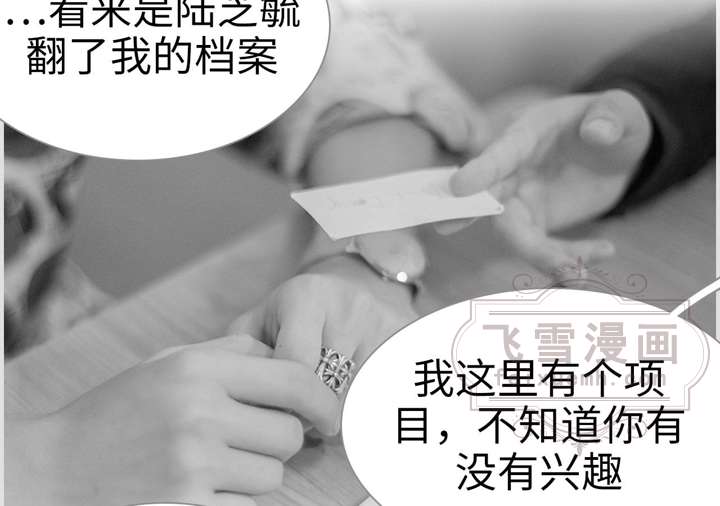 …看来是陆之毓
翻了我的档案
飞雪漫画
我这里有个项
目，不知道你有
没有兴趣